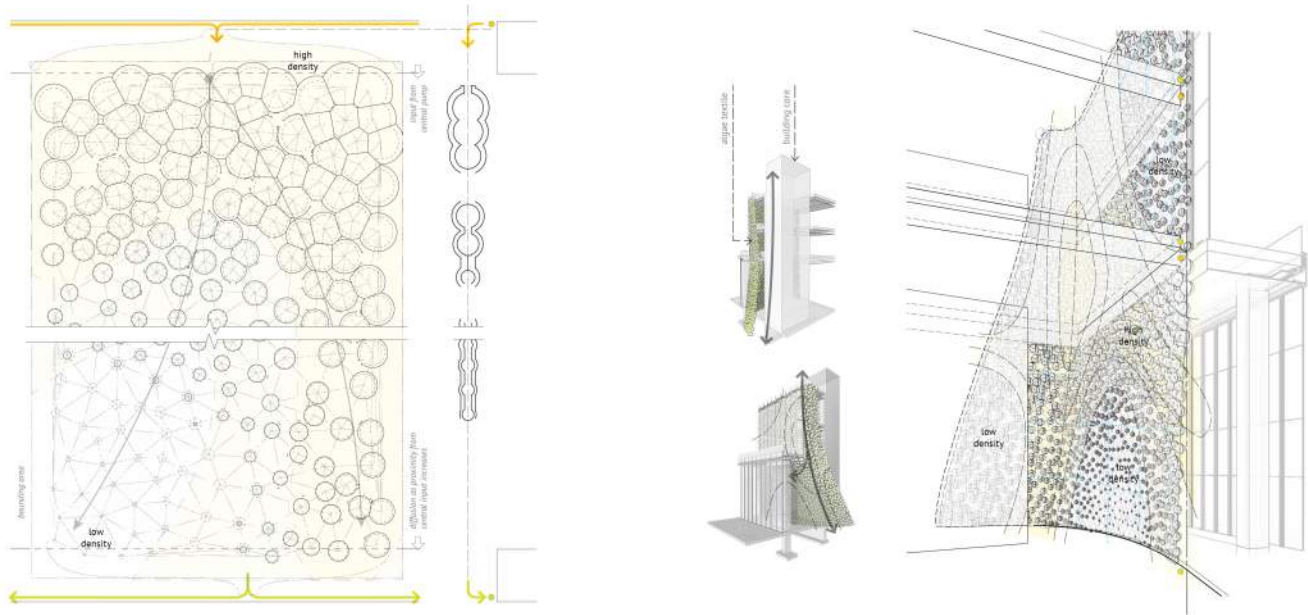 high
density
input from
central pump
bounding area
low
density
diffusion as proximity from
central input increases
algae textile
building core
low
density
High
density
low
density
low
density